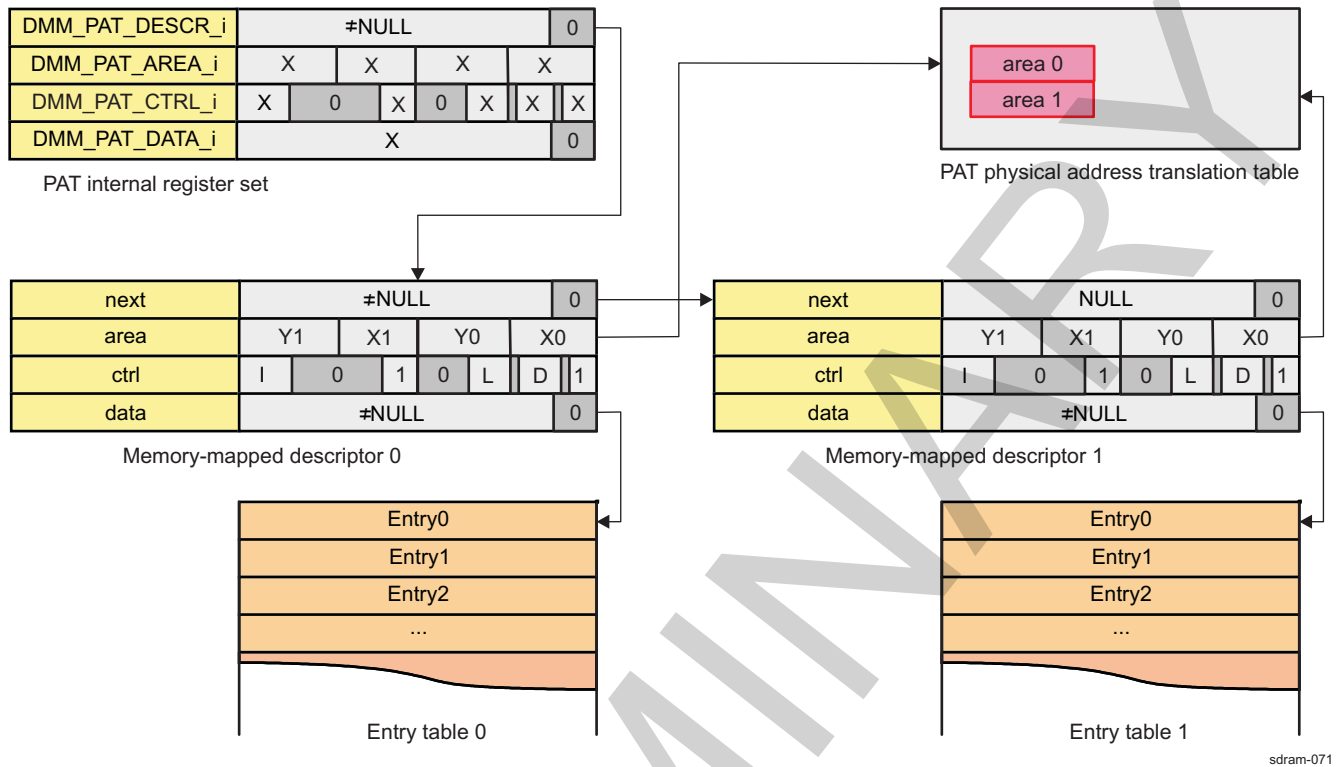 DMM_PAT_DESCR_i ≠NULL 0
DMM_PAT_AREA_i X X X X
DMM_PAT_CTRL_i X 0 X 0 X X X
DMM_PAT_DATA_i X 0
PAT internal register set
area 0
area 1
PAT physical address translation table
next ≠NULL 0
area Y1 X1 Y0 X0
ctrl I 0 1 0 L D 1
data ≠NULL 0
Memory-mapped descriptor 0
next NULL 0
area Y1 X1 Y0 X0
ctrl I 0 1 0 L D 1
data ≠NULL 0
Memory-mapped descriptor 1
Entry0
Entry1
Entry2
...
Entry table 0
Entry0
Entry1
Entry2
...
Entry table 1
sdram-071
MINARY